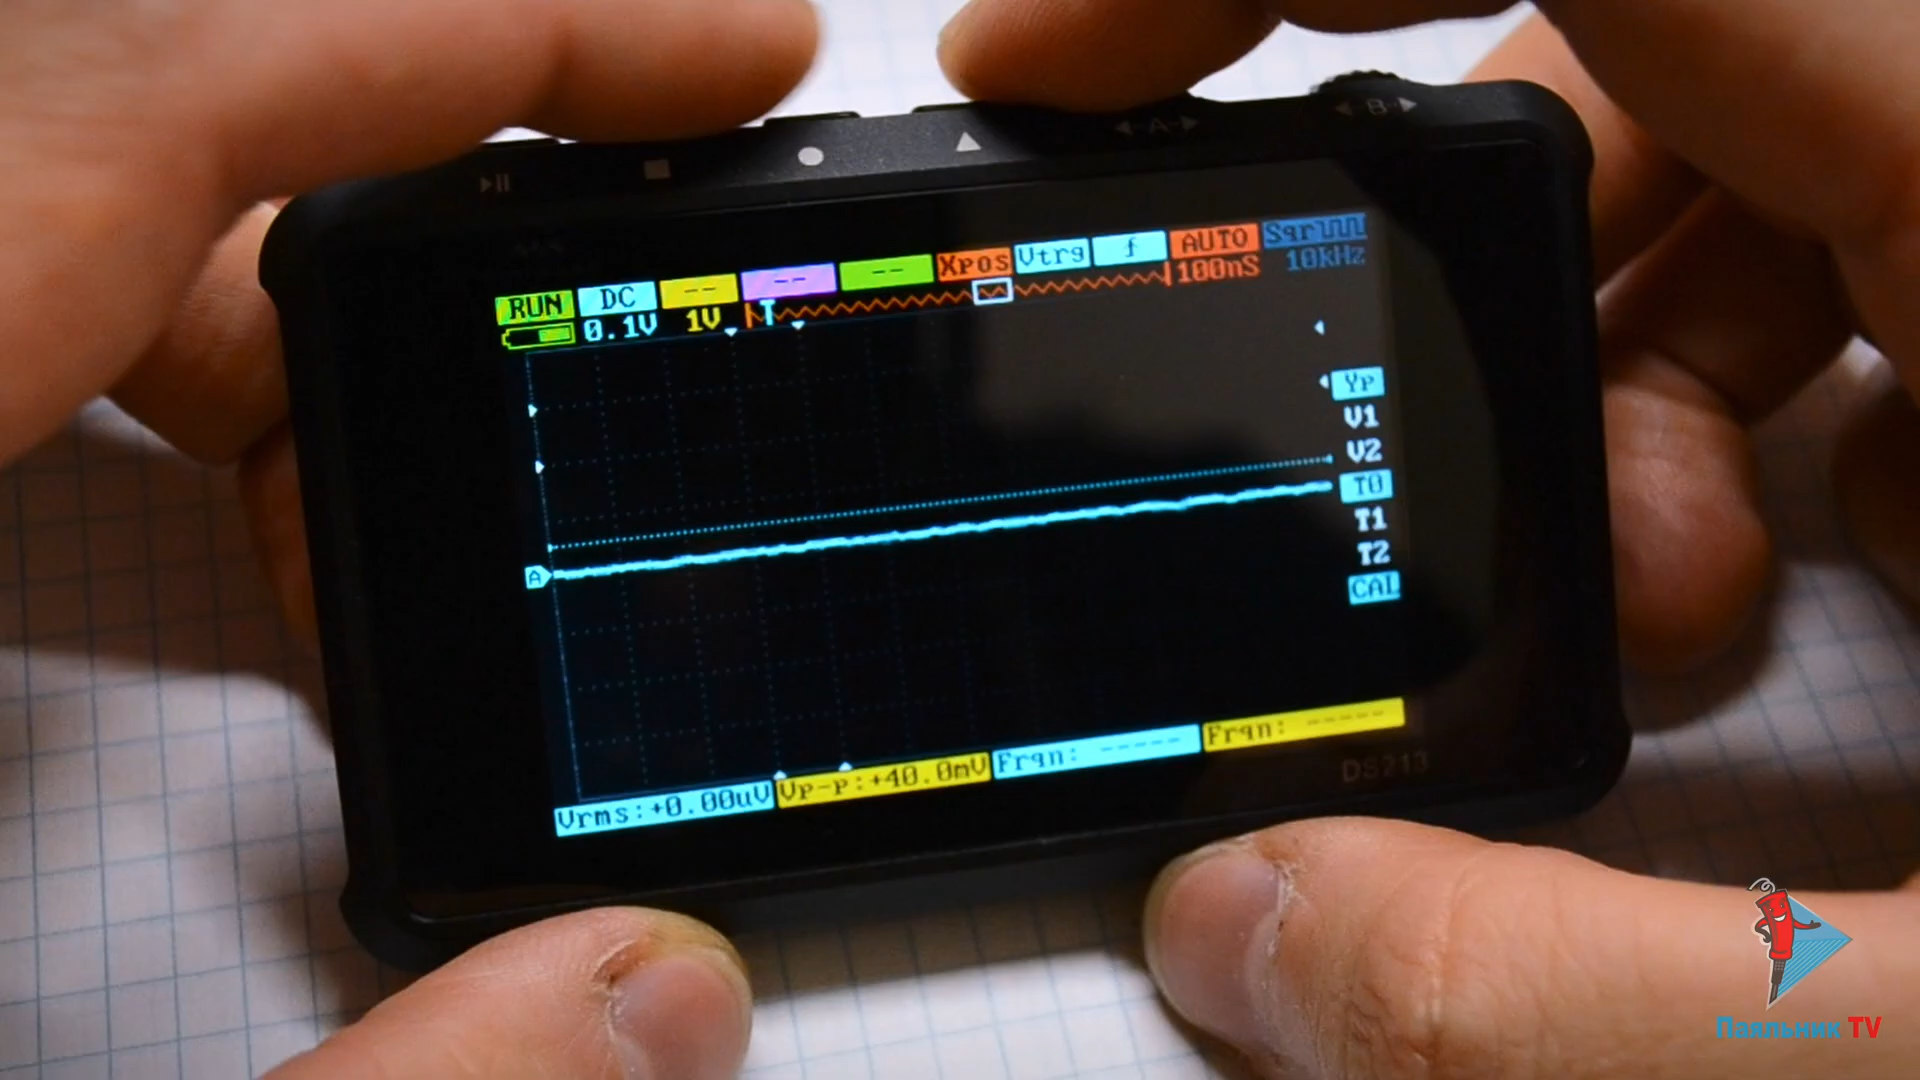 A
B
RUN DC -- -- -- Xpos Vtrg AUTO Sqr
0.1V 1V T 100nS 10kHz
Yp
V1
V2
T0
A
T1
T2
CAL
Vrms:+0.00uV Vp-p:+40.0mV Frqn: ----- Frqn: -----
DS213
Паяльник TV